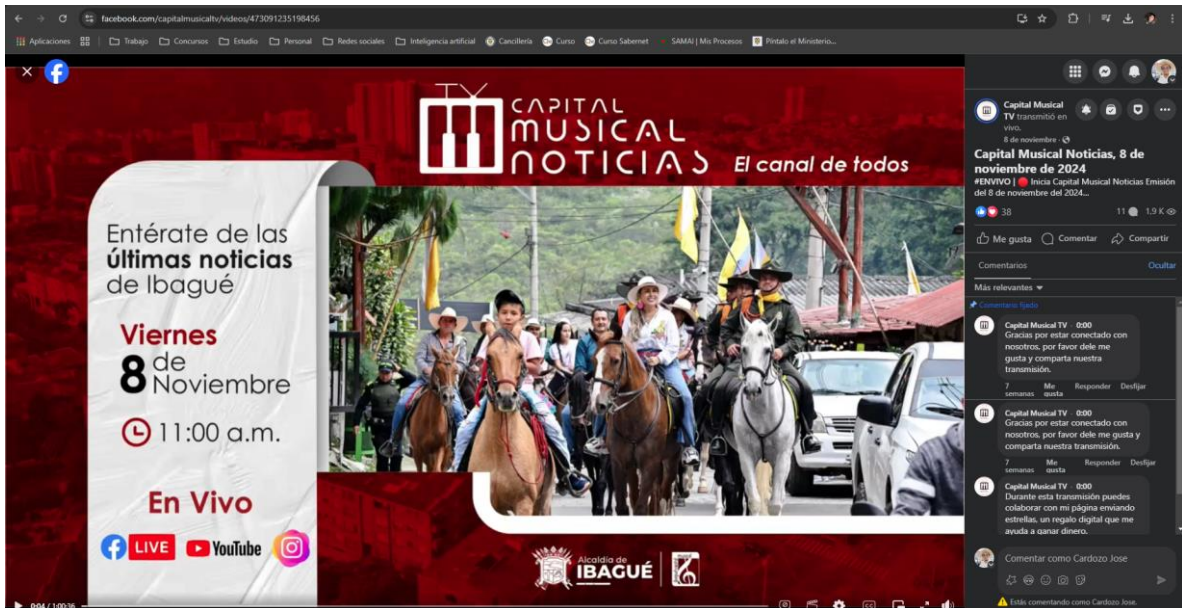 facebook.com/capitalmusicaltv/videos/473091235198456
Aplicaciones
Trabajo
Concursos
Estudio
Personal
Redes sociales
Inteligencia artificial
Cancillería
Curso
Curso Sabernet
SAMAI | Mis Procesos
Píntalo el Ministerio...
TV
CAPITAL
MUSICAL
NOTICIAS
El canal de todos
Entérate de las
últimas noticias
de Ibagué
Viernes
8 de
Noviembre
11:00 a.m.
En Vivo
LIVE
YouTube
Alcaldía de
IBAGUÉ
0:04 / 1:00:36
Capital Musical
TV transmitió en
vivo.
8 de noviembre ·
Capital Musical Noticias, 8 de
noviembre de 2024
#ENVIVO | 🔴 Inicia Capital Musical Noticias Emisión
del 8 de noviembre del 2024...
38
11
1,9 K
Me gusta
Comentar
Compartir
Comentarios
Ocultar
Más relevantes
Comentario fijado
Capital Musical TV · 0:00
Gracias por estar conectado con
nosotros, por favor dele me
gusta y comparta nuestra
transmisión.
7 semanas
Me gusta
Responder
Desfijar
Capital Musical TV · 0:00
Gracias por estar conectado con
nosotros, por favor dele me gusta y
comparta nuestra transmisión.
7 semanas
Me gusta
Responder
Desfijar
Capital Musical TV · 0:00
Durante esta transmisión puedes
colaborar con mi página enviando
estrellas, un regalo digital que me
ayuda a ganar dinero.
Comentar como Cardozo Jose
Estás comentando como Cardozo Jose.